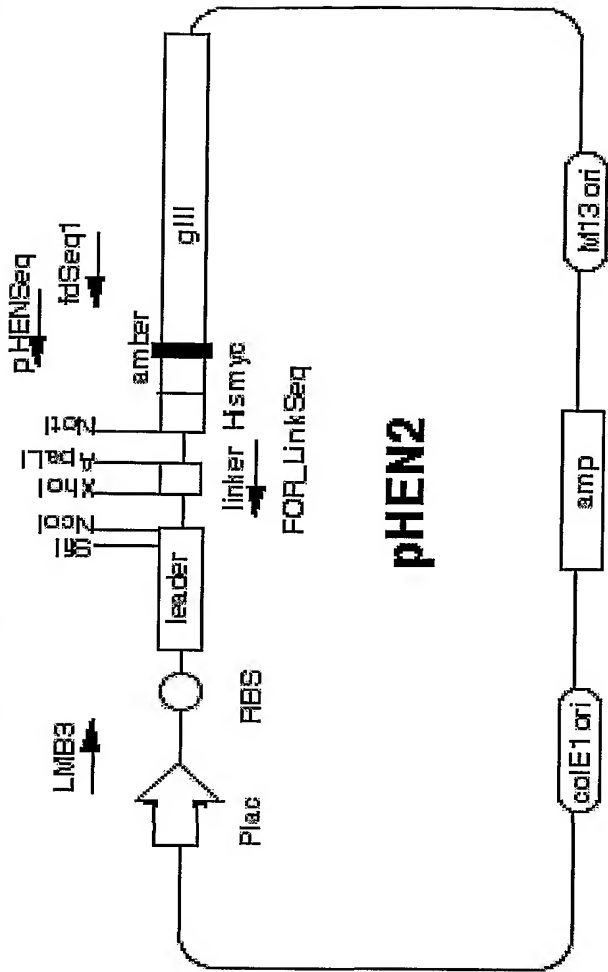 pHENSeq
fdSeq1
LMB3
SfiI
NcoI
XhoI
ApaLI
NotI
amber
leader
gIII
Plac
RBS
linker Hismyc
FOR_LinkSeq
pHEN2
colE1 ori
amp
M13 ori